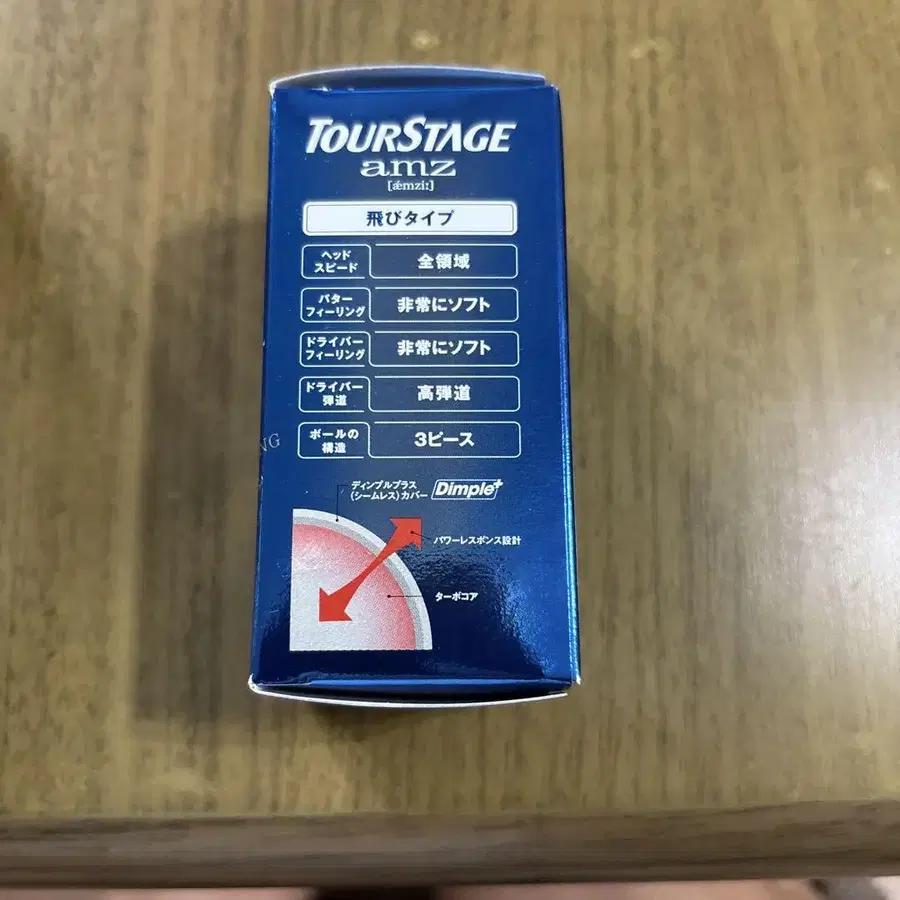 TOURSTAGE
amz
[ǽmziː]
飛びタイプ
ヘッド
スピード
全領域
パター
フィーリング
非常にソフト
ドライバー
フィーリング
非常にソフト
ドライバー
弾道
高弾道
ボールの
構造
3ピース
NG
ディンプルプラス
(シームレス)カバー
Dimple+
パワーレスポンス設計
ターボコア